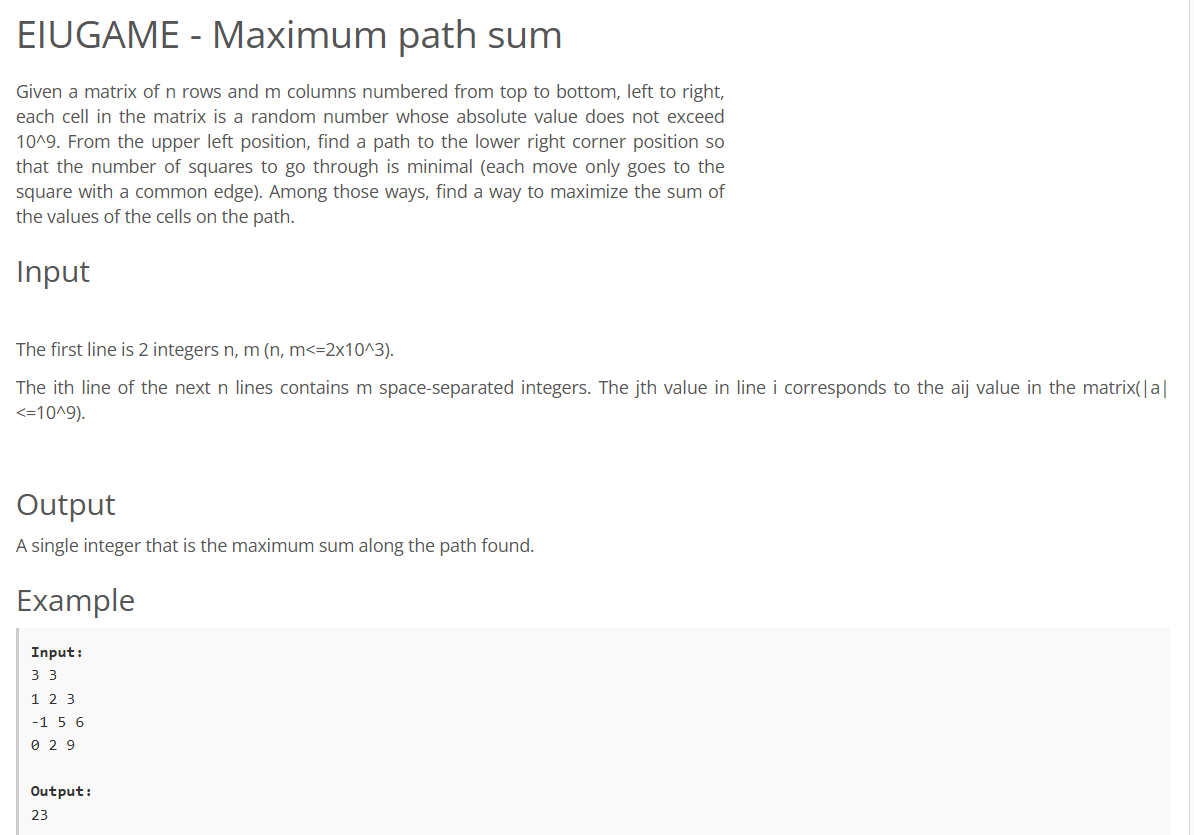 EIUGAME - Maximum path sum
Given a matrix of n rows and m columns numbered from top to bottom, left to right,
each cell in the matrix is a random number whose absolute value does not exceed
10^9. From the upper left position, find a path to the lower right corner position so
that the number of squares to go through is minimal (each move only goes to the
square with a common edge). Among those ways, find a way to maximize the sum of
the values of the cells on the path.
Input
The first line is 2 integers n, m (n, m<=2x10^3).
The ith line of the next n lines contains m space-separated integers. The jth value in line i corresponds to the aij value in the matrix(|a|
<=10^9).
Output
A single integer that is the maximum sum along the path found.
Example
Input:
3 3
1 2 3
-1 5 6
0 2 9
Output:
23